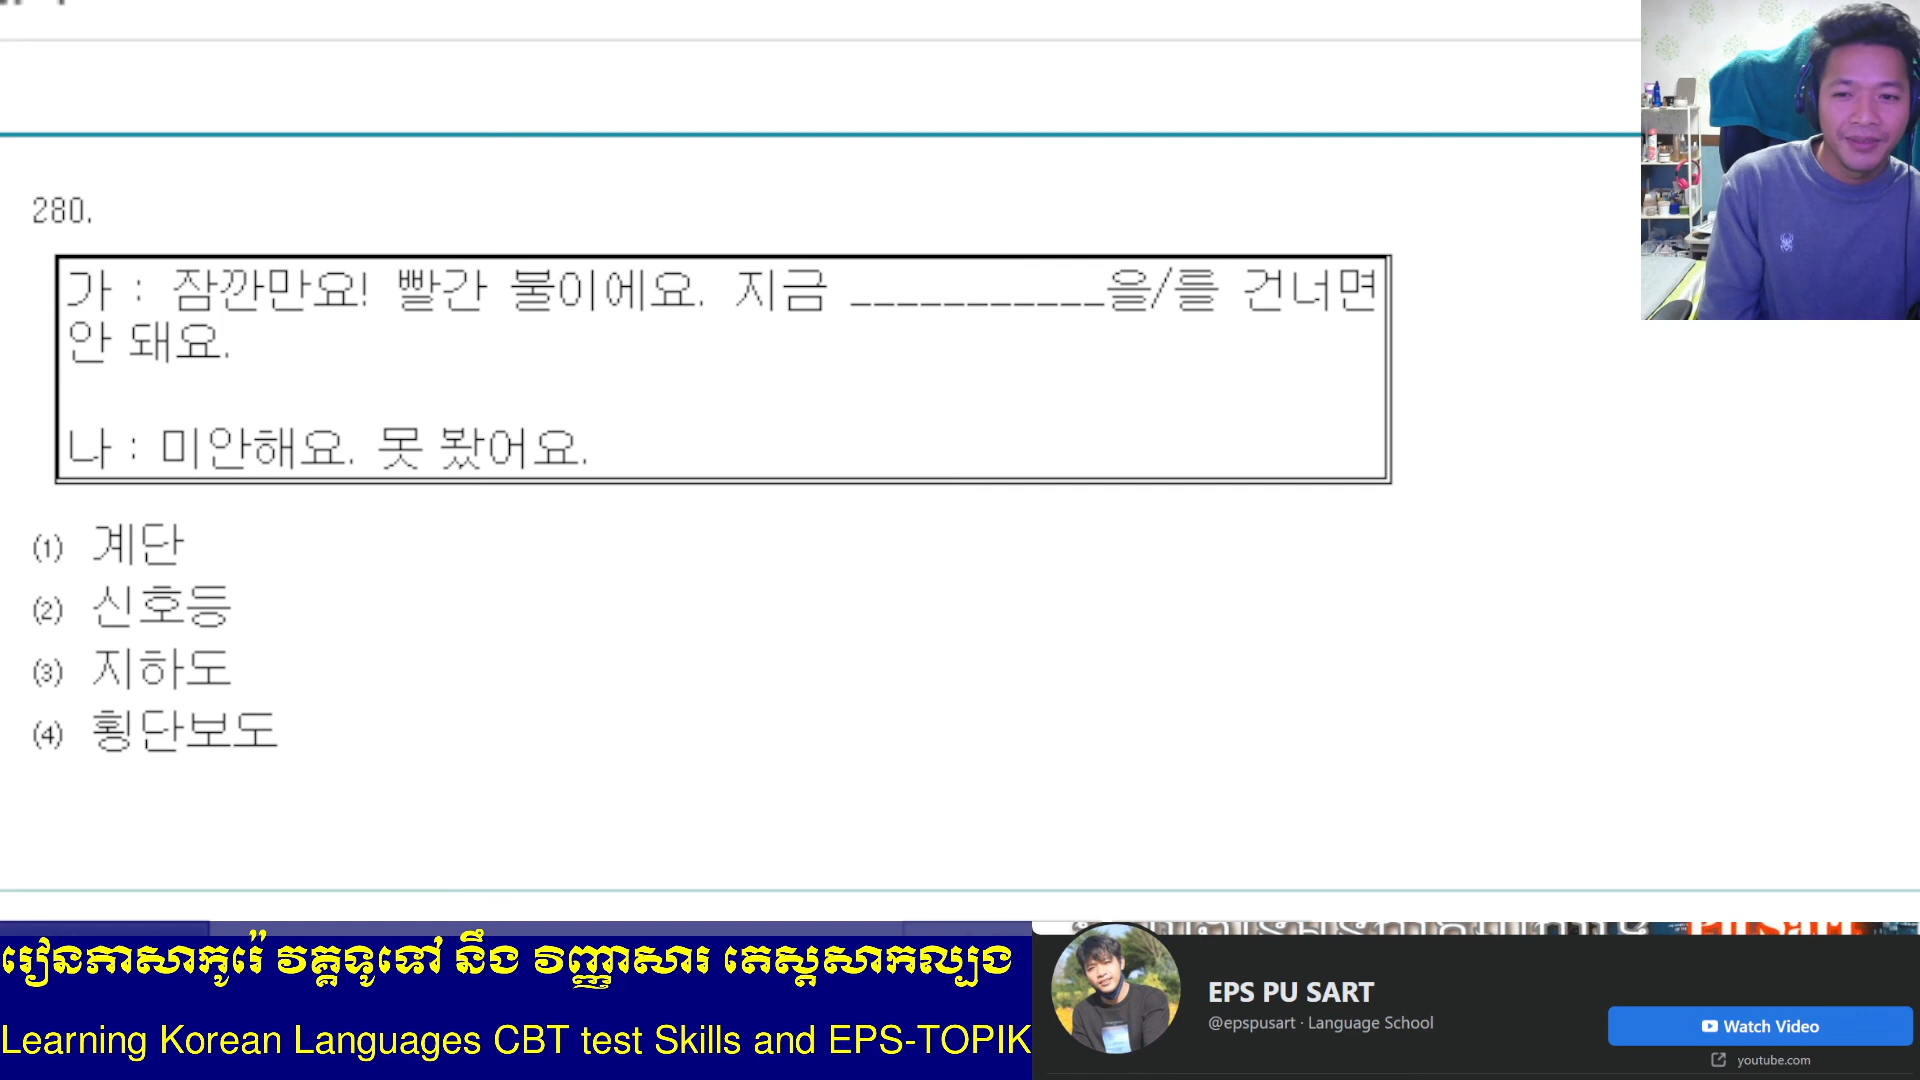 280.
가 : 잠깐만요! 빨간 불이에요. 지금 ___________을/를 건너면
안 돼요.
나 : 미안해요. 못 봤어요.
(1) 계단
(2) 신호등
(3) 지하도
(4) 횡단보도
រៀនភាសាកូរ៉េ វគ្គទូទៅ នឹង វិញ្ញាសារ តេស្តសាកល្បង
Learning Korean Languages CBT test Skills and EPS-TOPIK
EPS PU SART
@epspusart · Language School
Watch Video
youtube.com